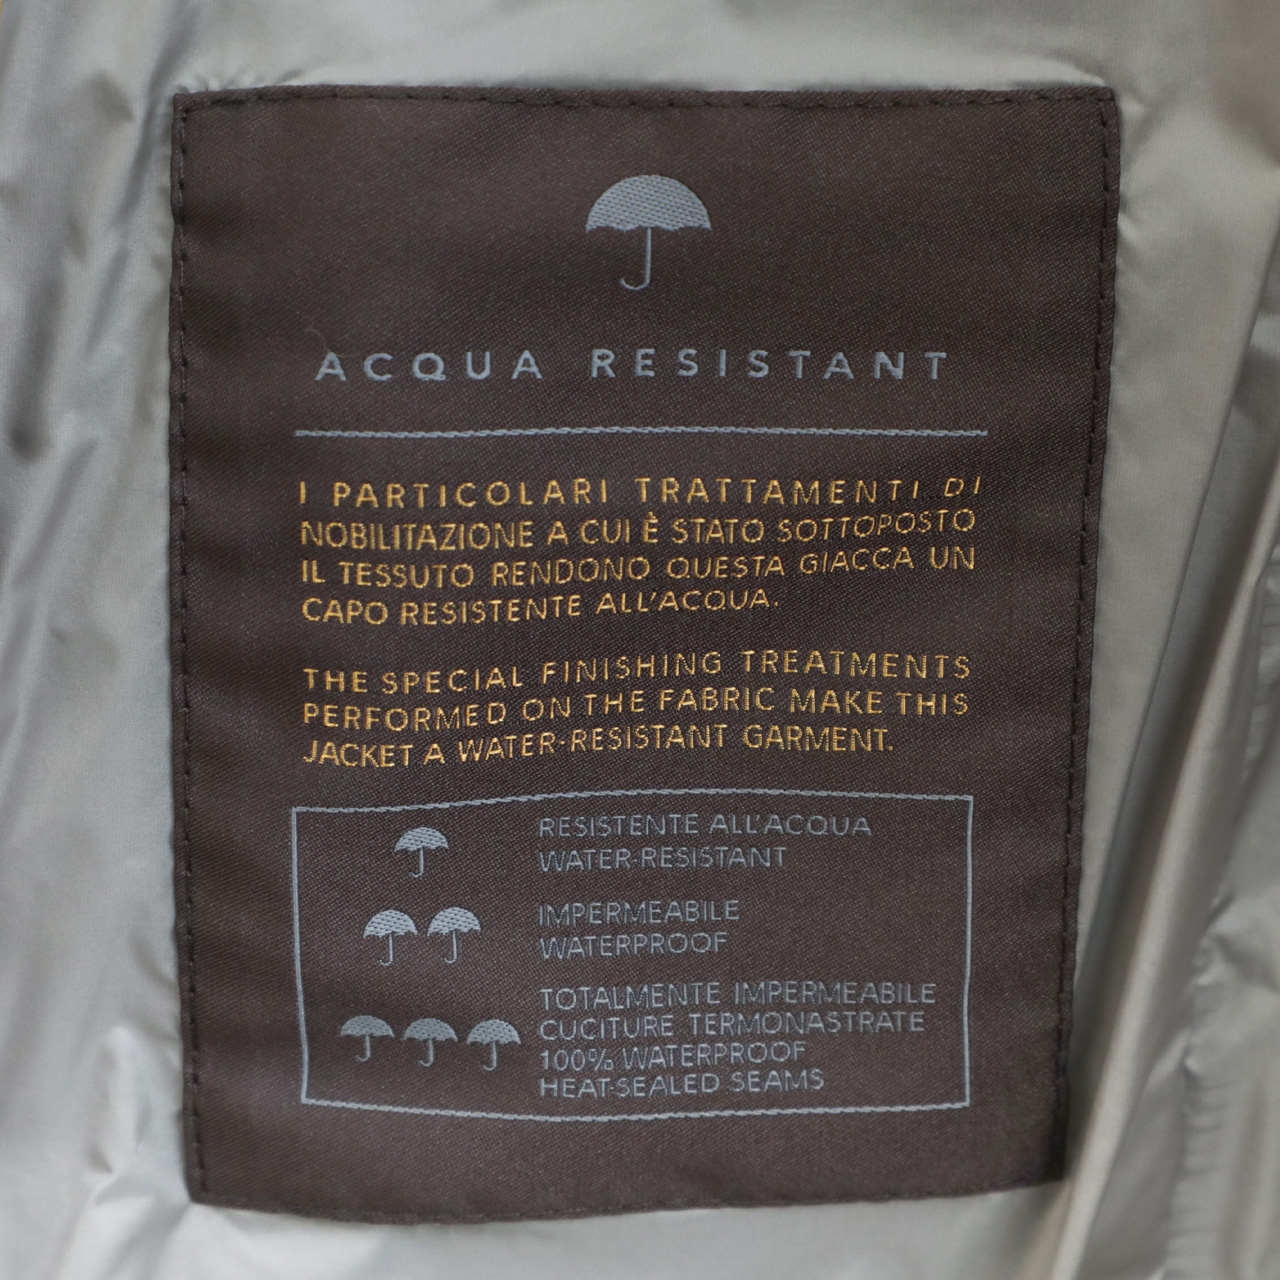 ACQUA RESISTANT
I PARTICOLARI TRATTAMENTI DI
NOBILITAZIONE A CUI È STATO SOTTOPOSTO
IL TESSUTO RENDONO QUESTA GIACCA UN
CAPO RESISTENTE ALL'ACQUA.
THE SPECIAL FINISHING TREATMENTS
PERFORMED ON THE FABRIC MAKE THIS
JACKET A WATER-RESISTANT GARMENT.
RESISTENTE ALL'ACQUA
WATER-RESISTANT
IMPERMEABILE
WATERPROOF
TOTALMENTE IMPERMEABILE
CUCITURE TERMONASTRATE
100% WATERPROOF
HEAT-SEALED SEAMS